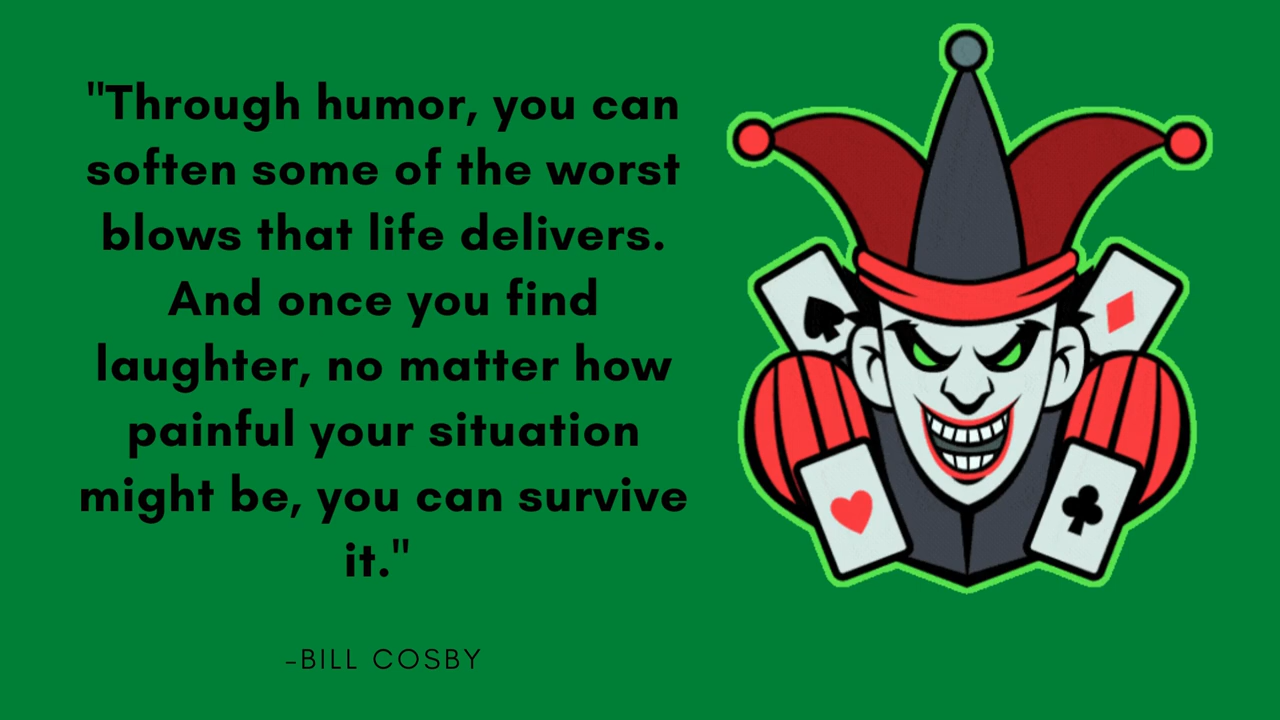 "Through humor, you can
soften some of the worst
blows that life delivers.
And once you find
laughter, no matter how
painful your situation
might be, you can survive
it."
-BILL COSBY